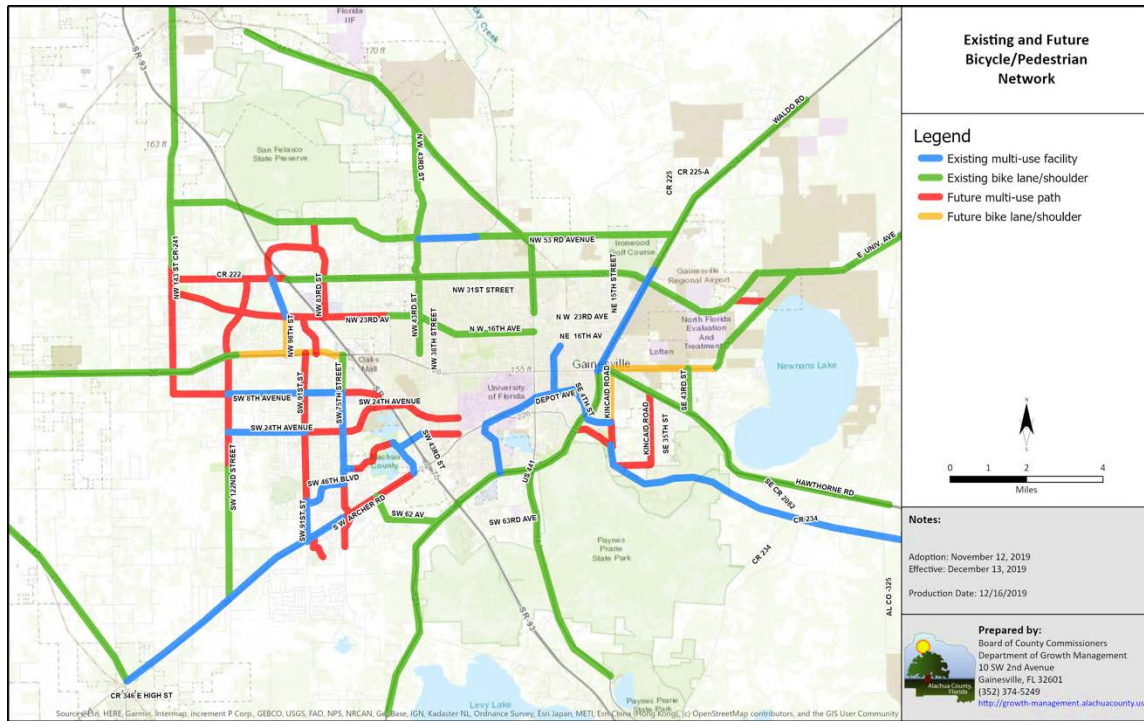 Existing and Future
Bicycle/Pedestrian
Network
Legend
Existing multi-use facility
Existing bike lane/shoulder
Future multi-use path
Future bike lane/shoulder
N
0 1 2 4
Miles
Notes:
Adoption: November 12, 2019
Effective: December 13, 2019
Production Date: 12/16/2019
Prepared by:
Board of County Commissioners
Department of Growth Management
10 SW 2nd Avenue
Gainesville, FL 32601
(352) 374-5249
http://growth-management.alachuacounty.us
Alachua County,
Florida
Florida
SR-93
170 ft
163 ft
San Felasco
State Preserve
N.W. 43RD ST
WALDO RD
CR 225
CR 225-A
NW 53 RD AVENUE
Ironwood
Golf Course
E. UNIV. AVE
NW 143 ST CR-241
CR 222
NW 83RD ST
NW 31ST STREET
NE 15TH STREET
Gainesville
Regional Airport
NW 98TH ST
NW 23RD AV
NW 43RD ST
NW 38TH STREET
N.W. 16TH AVE
N W 23RD AVE
NE 16TH AV
North Florida
Evaluation
And
Treatment
Loften
Oaks
Mall
155 ft
Gainesville
Newnans Lake
University
of Florida
SW 8TH AVENUE
SW 91ST ST
SW 75TH STREET
SW 24TH AVENUE
DEPOT AVE
SE 4TH ST
KINCAID ROAD
SE 43RD ST
SW 24TH AVENUE
SW 43RD ST
KINCAID ROAD
SE 35TH ST
SW 122ND STREET
Alachua
County
SW 46TH BLVD
US 441
SW 91ST ST
S W ARCHER RD
SW 62 AV
SW 63RD AVE
SE CR 2082
HAWTHORNE RD
CR-234
CR 234
Paynes
Prairie
State Park
AL CO -325
SR-93
CR 346 E HIGH ST
Levy Lake
Paynes
Prairie State
Park